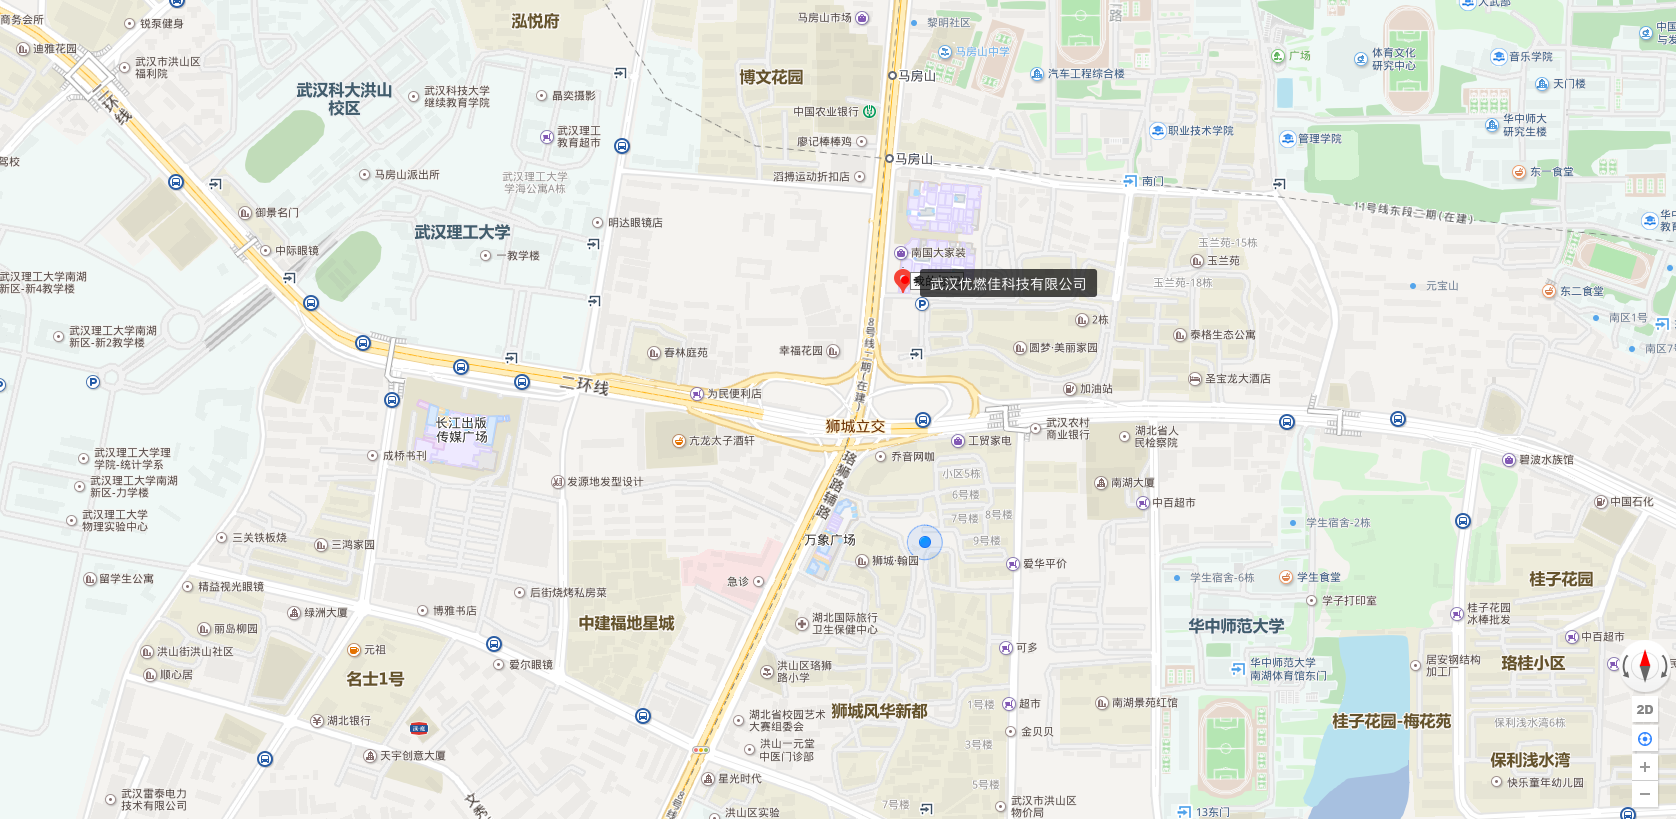 商务会所
锐泵健身
泓悦府
马房山市场
黎明社区
路
人武部
中国
与发
迪雅花园
武汉市洪山区
福利院
武汉科大洪山
校区
武汉科技大学
继续教育学院
晶奕摄影
博文花园
马房山
马房山中学
汽车工程综合楼
广场
体育文化
研究中心
音乐学院
天门楼
二环线
武汉理工
教育超市
中国农业银行
廖记棒棒鸡
马房山
职业技术学院
管理学院
华中师大
研究生楼
驾校
马房山派出所
武汉理工大学
学海公寓A栋
滔搏运动折扣店
南门
东一食堂
11号线东段二期(在建)
华中
教育
御景名门
武汉理工大学
明达眼镜店
中际眼镜
一教学楼
南国大家装
玉兰苑-15栋
玉兰苑
武汉理工大学南湖
新区-新4教学楼
武汉优燃佳科技有限公司
玉兰苑-18栋
元宝山
东二食堂
武汉理工大学南湖
新区-新2教学楼
8号线二期(在建)
2栋
泰格生态公寓
南区1号
南区7号
春林庭苑
幸福花园
圆梦·美丽家园
二环线
为民便利店
加油站
圣宝龙大酒店
长江出版
传媒广场
狮城立交
武汉农村
商业银行
湖北省人
民检察院
亢龙太子酒轩
工贸家电
成桥书刊
乔音网咖
珞狮路辅路
碧波水族馆
武汉理工大学理
学院-统计学系
武汉理工大学南湖
新区-力学楼
发源地发型设计
小区5栋
6号楼
南湖大厦
中百超市
中国石化
武汉理工大学
物理实验中心
7号楼
8号楼
9号楼
学生宿舍-2栋
三关铁板烧
三鸿家园
万象广场
狮城·翰园
爱华平价
留学生公寓
精益视光眼镜
急诊
学生宿舍-6栋
学生食堂
桂子花园
后街烧烤私房菜
绿洲大厦
博雅书店
学子打印室
桂子花园
冰棒批发
丽岛柳园
中建福地星城
湖北国际旅行
卫生保健中心
华中师范大学
中百超市
洪山街洪山社区
元祖
可多
顺心居
名士1号
爱尔眼镜
洪山区珞狮
路小学
华中师范大学
南湖体育馆东门
居安钢结构
加工厂
珞桂小区
湖北银行
湖北省校园艺术
大赛组委会
狮城风华新都
1号楼
超市
南湖景苑红馆
桂子花园-梅花苑
保利浅水湾6栋
2D
天宇创意大厦
洪山一元堂
中医门诊部
3号楼
金贝贝
保利浅水湾
星光时代
5号楼
快乐童年幼儿园
武汉雷泰电力
技术有限公司
7号楼
洪山区实验
武汉市洪山区
物价局
13东门